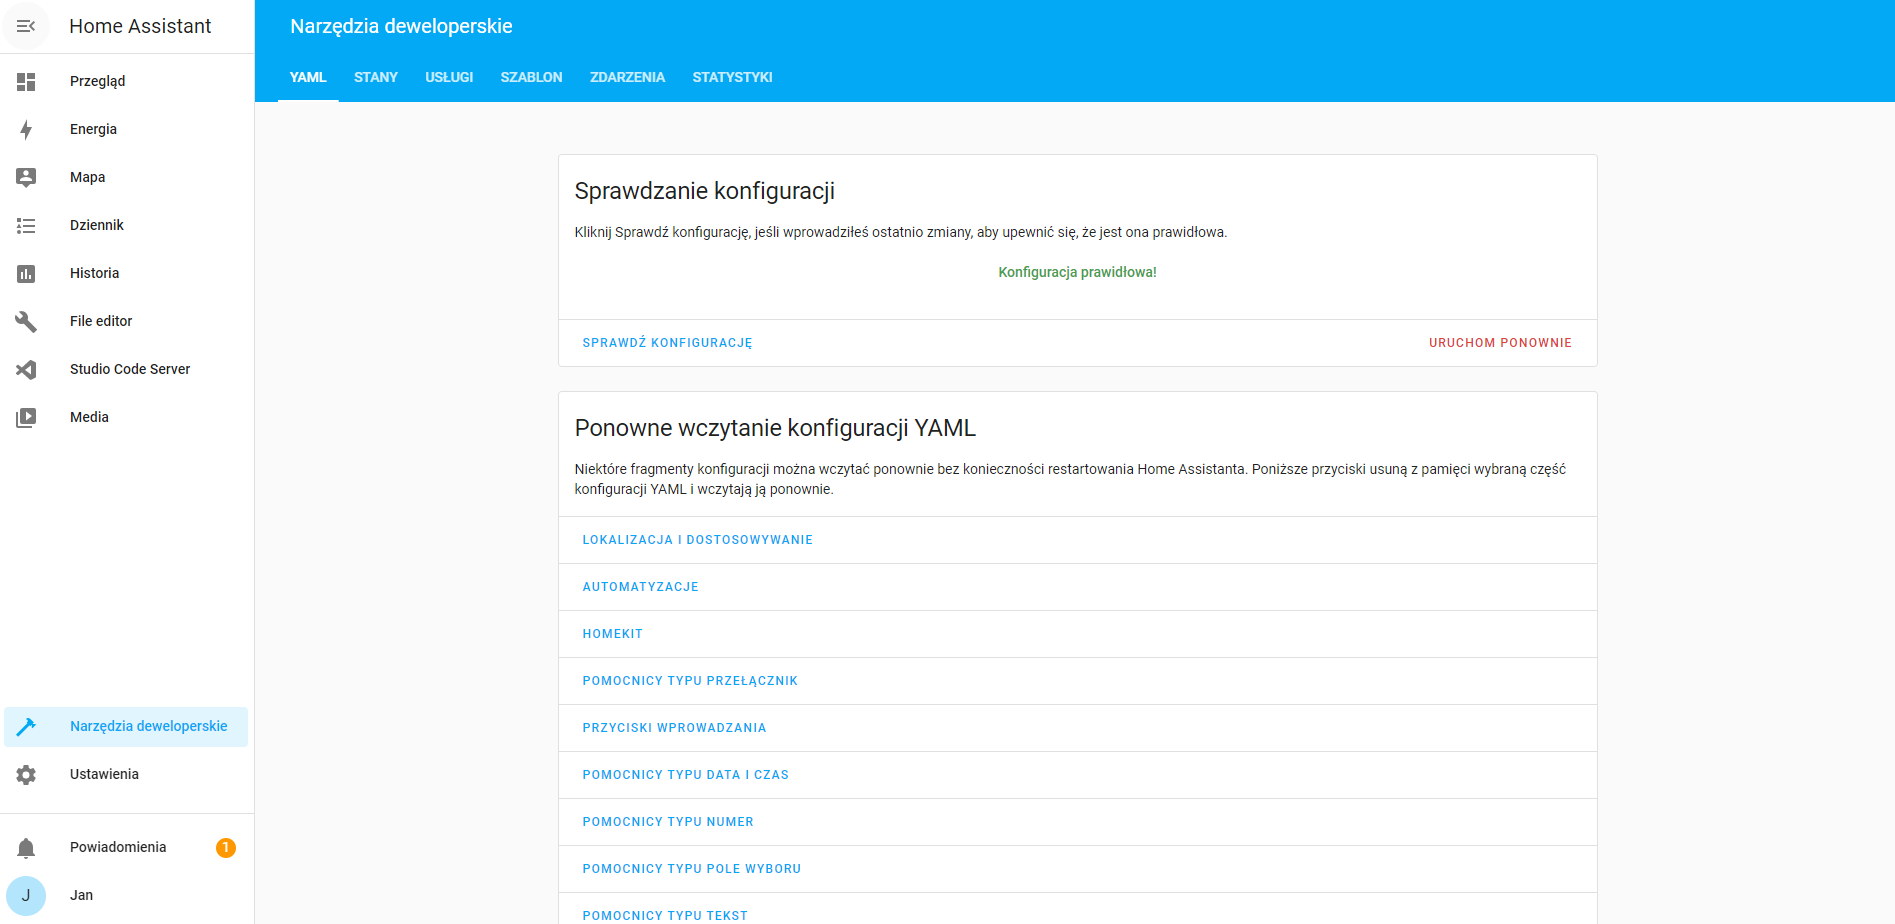 Home Assistant
Przegląd
Energia
Mapa
Dziennik
Historia
File editor
Studio Code Server
Media
Narzędzia deweloperskie
Ustawienia
Powiadomienia 1
J Jan
Narzędzia deweloperskie
YAML STANY USŁUGI SZABLON ZDARZENIA STATYSTYKI
Sprawdzanie konfiguracji
Kliknij Sprawdź konfigurację, jeśli wprowadziłeś ostatnio zmiany, aby upewnić się, że jest ona prawidłowa.
Konfiguracja prawidłowa!
SPRAWDŹ KONFIGURACJĘ URUCHOM PONOWNIE
Ponowne wczytanie konfiguracji YAML
Niektóre fragmenty konfiguracji można wczytać ponownie bez konieczności restartowania Home Assistanta. Poniższe przyciski usuną z pamięci wybraną część
konfiguracji YAML i wczytają ją ponownie.
LOKALIZACJA I DOSTOSOWYWANIE
AUTOMATYZACJE
HOMEKIT
POMOCNICY TYPU PRZEŁĄCZNIK
PRZYCISKI WPROWADZANIA
POMOCNICY TYPU DATA I CZAS
POMOCNICY TYPU NUMER
POMOCNICY TYPU POLE WYBORU
POMOCNICY TYPU TEKST